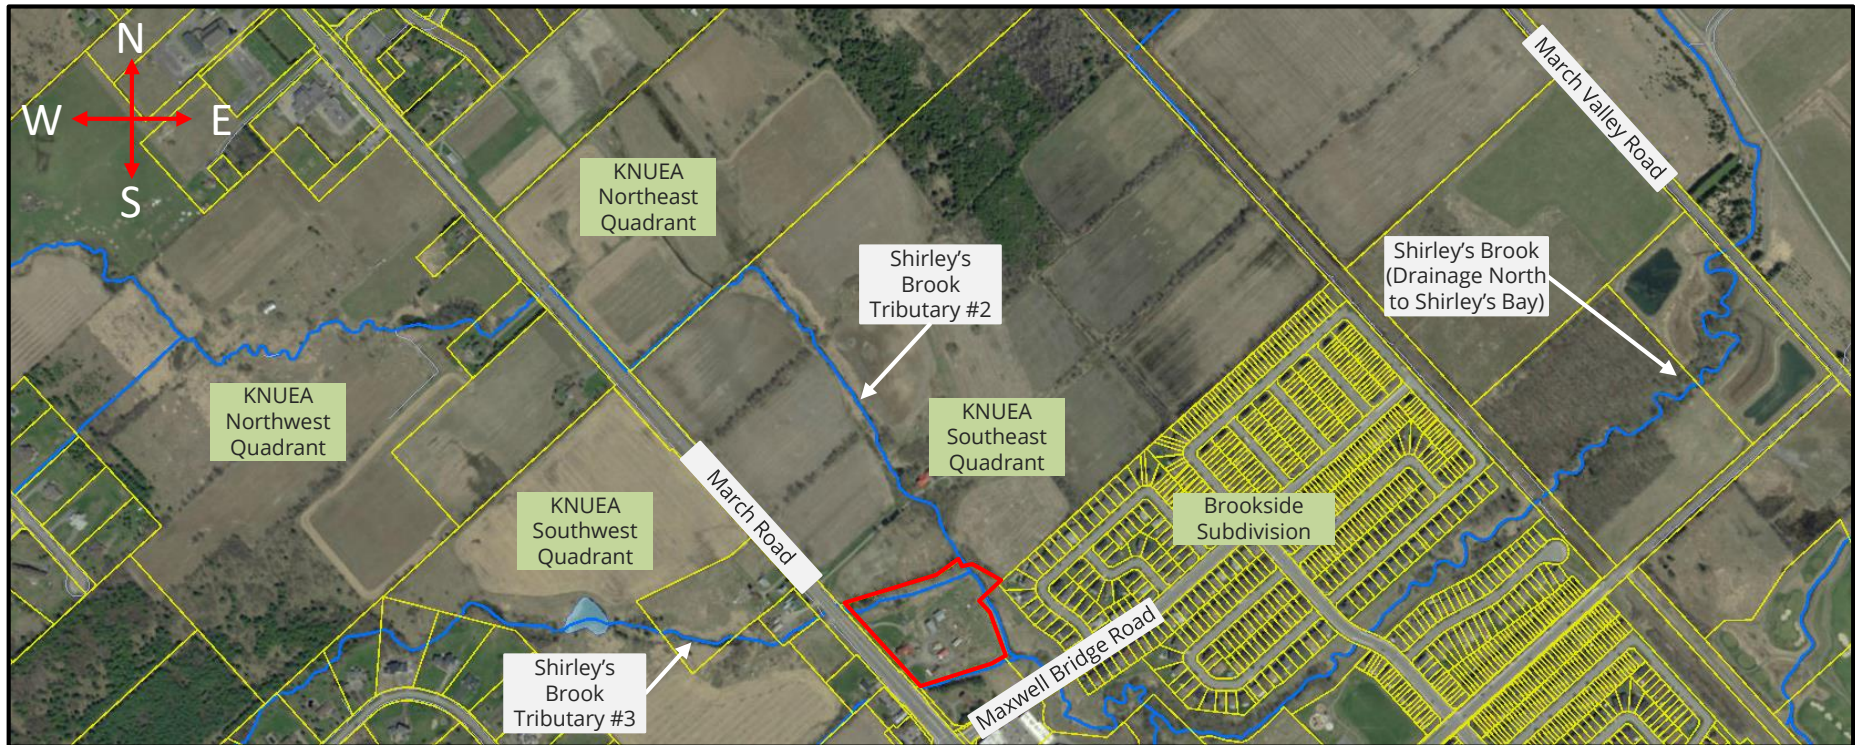 N
W
E
S
March Valley Road
KNUEA
Northeast
Quadrant
Shirley's
Brook
Tributary #2
Shirley's Brook
(Drainage North
to Shirley's Bay)
KNUEA
Northwest
Quadrant
KNUEA
Southeast
Quadrant
KNUEA
Southwest
Quadrant
March Road
Brookside
Subdivision
Maxwell Bridge Road
Shirley's
Brook
Tributary #3